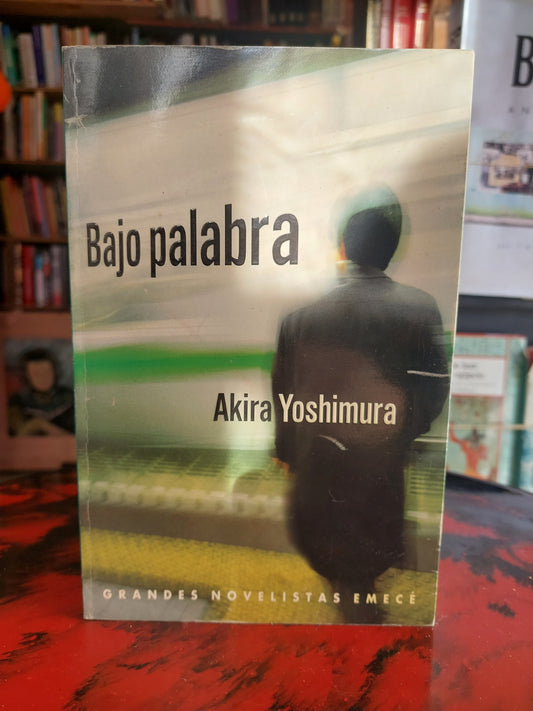 Bajo palabra
Akira Yoshimura
GRANDES NOVELISTAS EMECÉ
B